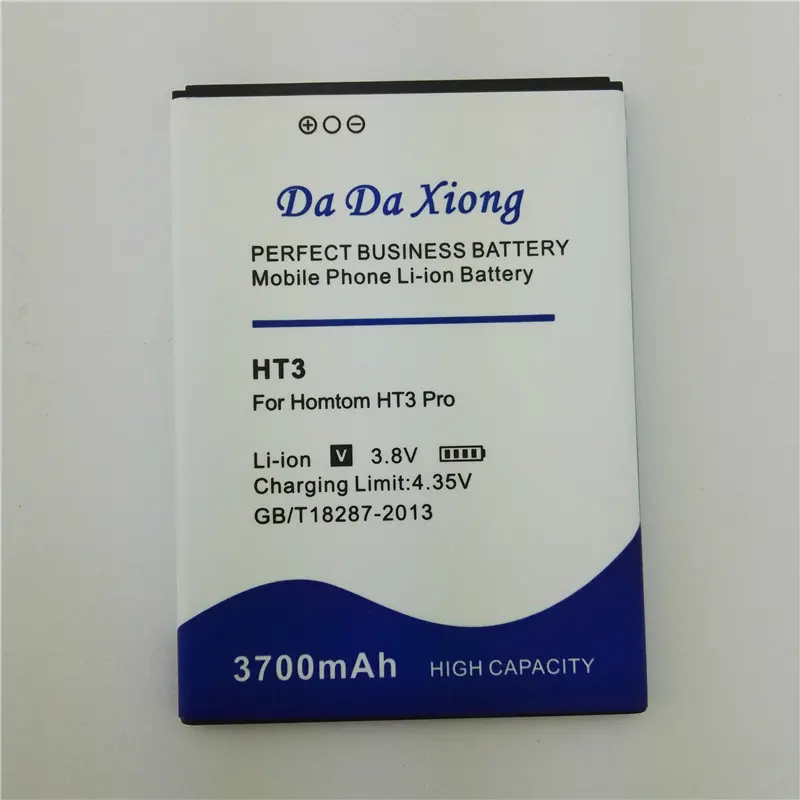 ⊕○⊖
Da Da Xiong
PERFECT BUSINESS BATTERY
Mobile Phone Li-ion Battery
HT3
For Homtom HT3 Pro
Li-ion V 3.8V
Charging Limit:4.35V
GB/T18287-2013
3700mAh HIGH CAPACITY